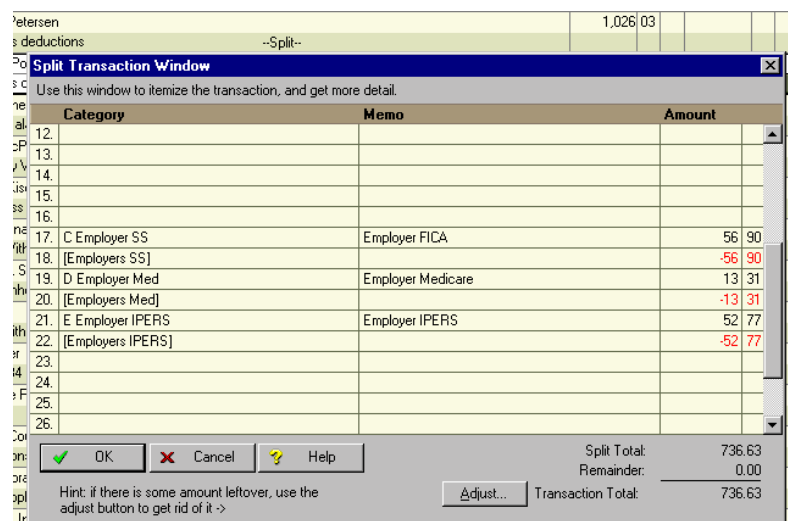 Petersen 1,026 03
s deductions --Split--
Split Transaction Window
Use this window to itemize the transaction, and get more detail.
Category Memo Amount
12.
13.
14.
15.
16.
17. C Employer SS Employer FICA 56 90
18. [Employers SS] -56 90
19. D Employer Med Employer Medicare 13 31
20. [Employers Med] -13 31
21. E Employer IPERS Employer IPERS 52 77
22. [Employers IPERS] -52 77
23.
24.
25.
26.
OK Cancel ? Help
Split Total: 736.63
Remainder: 0.00
Hint: if there is some amount leftover, use the
adjust button to get rid of it ->
Adjust... Transaction Total: 736.63